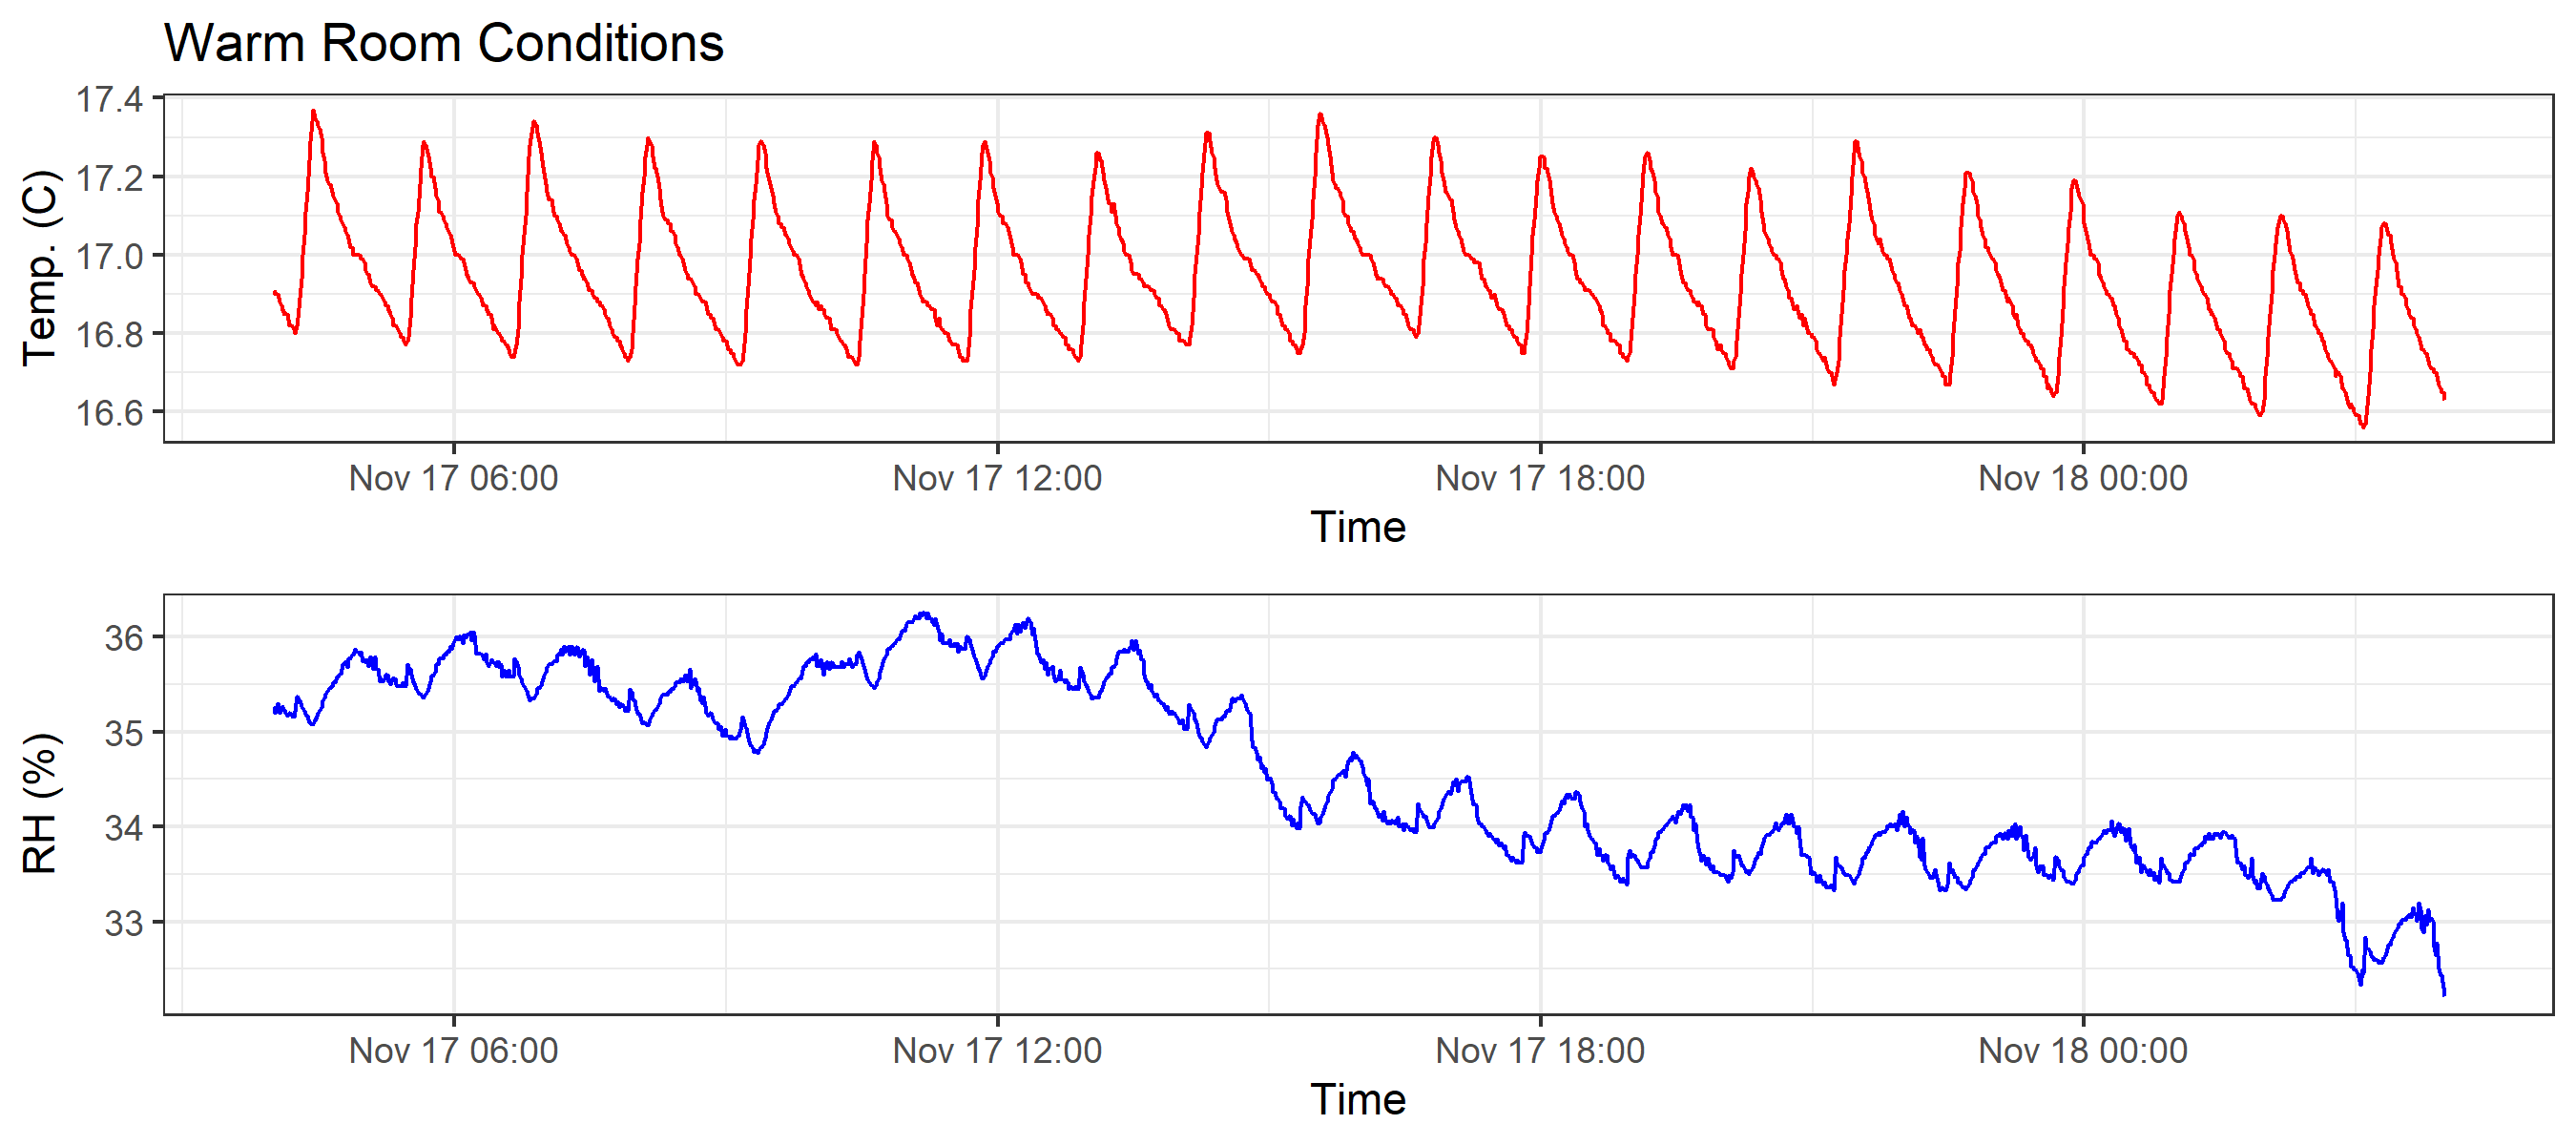 Warm Room Conditions
Temp. (C)
17.4
17.2
17.0
16.8
16.6
Nov 17 06:00 Nov 17 12:00 Nov 17 18:00 Nov 18 00:00
Time
RH (%)
36
35
34
33
Nov 17 06:00 Nov 17 12:00 Nov 17 18:00 Nov 18 00:00
Time